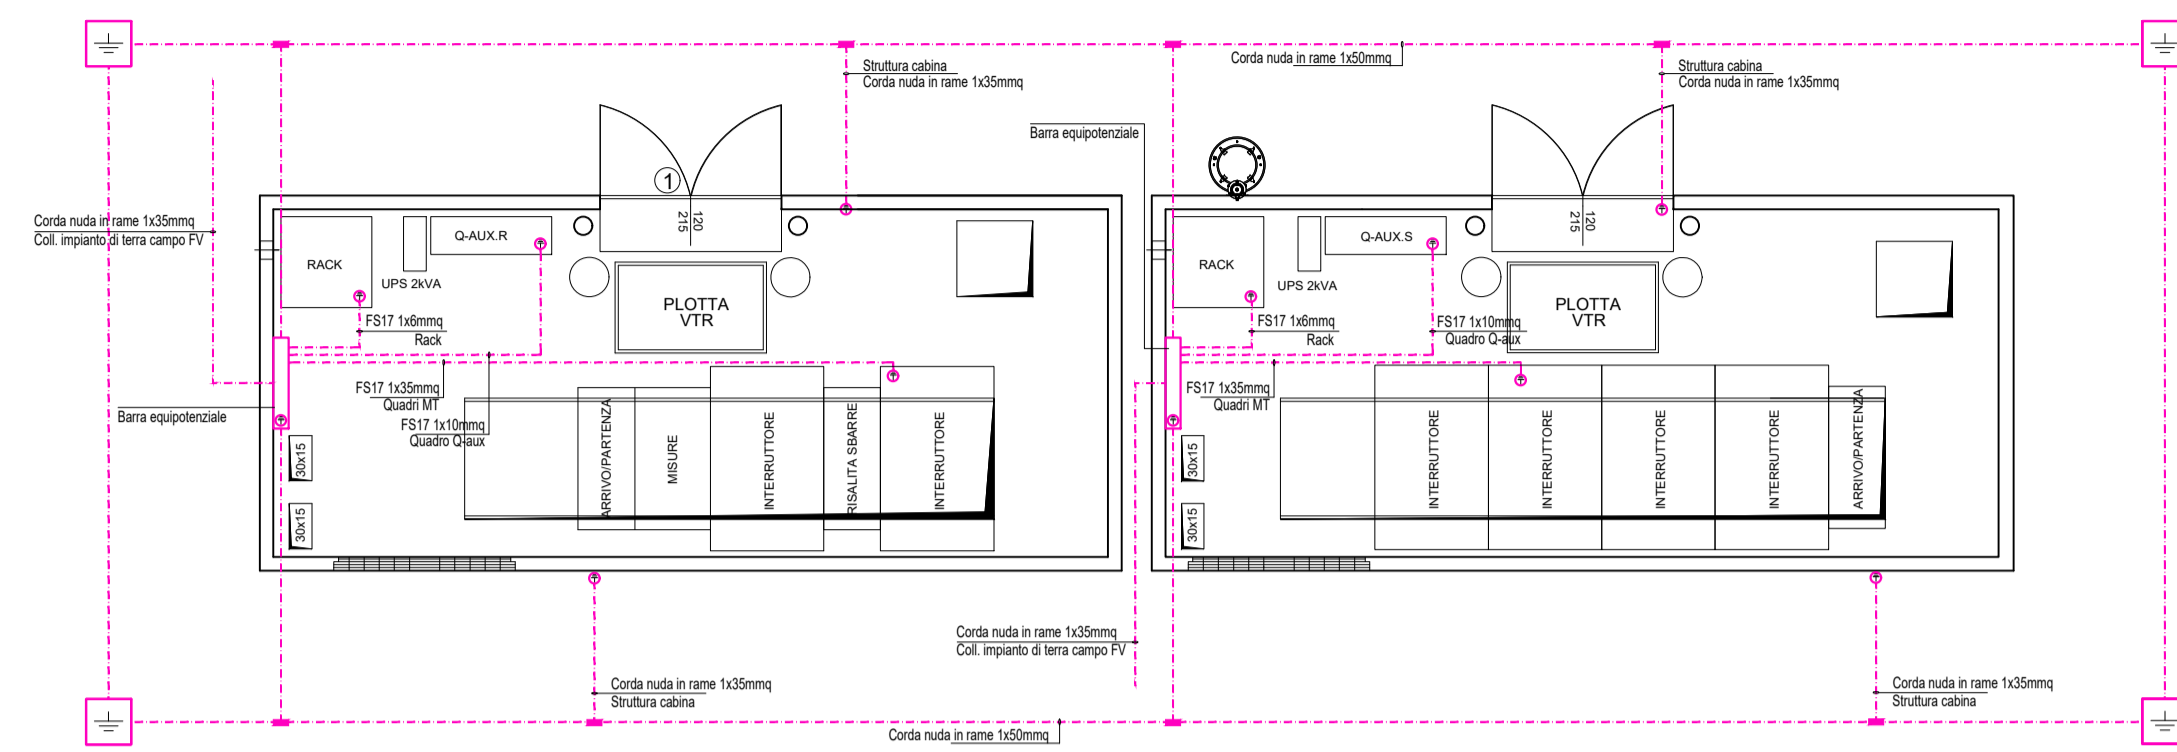 Corda nuda in rame 1x50mmq
Struttura cabina
Corda nuda in rame 1x35mmq
Struttura cabina
Corda nuda in rame 1x35mmq
Barra equipotenziale
1
Corda nuda in rame 1x35mmq
Coll. impianto di terra campo FV
RACK
UPS 2kVA
Q-AUX.R
120
215
PLOTTA
VTR
FS17 1x6mmq
Rack
FS17 1x35mmq
Quadri MT
FS17 1x10mmq
Quadro Q-aux
Barra equipotenziale
30x15
30x15
ARRIVO/PARTENZA
MISURE
INTERRUTTORE
RISALITA SBARRE
INTERRUTTORE
RACK
UPS 2kVA
Q-AUX.S
120
215
PLOTTA
VTR
FS17 1x6mmq
Rack
FS17 1x10mmq
Quadro Q-aux
FS17 1x35mmq
Quadri MT
30x15
30x15
INTERRUTTORE
INTERRUTTORE
INTERRUTTORE
INTERRUTTORE
ARRIVO/PARTENZA
Corda nuda in rame 1x35mmq
Coll. impianto di terra campo FV
Corda nuda in rame 1x35mmq
Struttura cabina
Corda nuda in rame 1x35mmq
Struttura cabina
Corda nuda in rame 1x50mmq